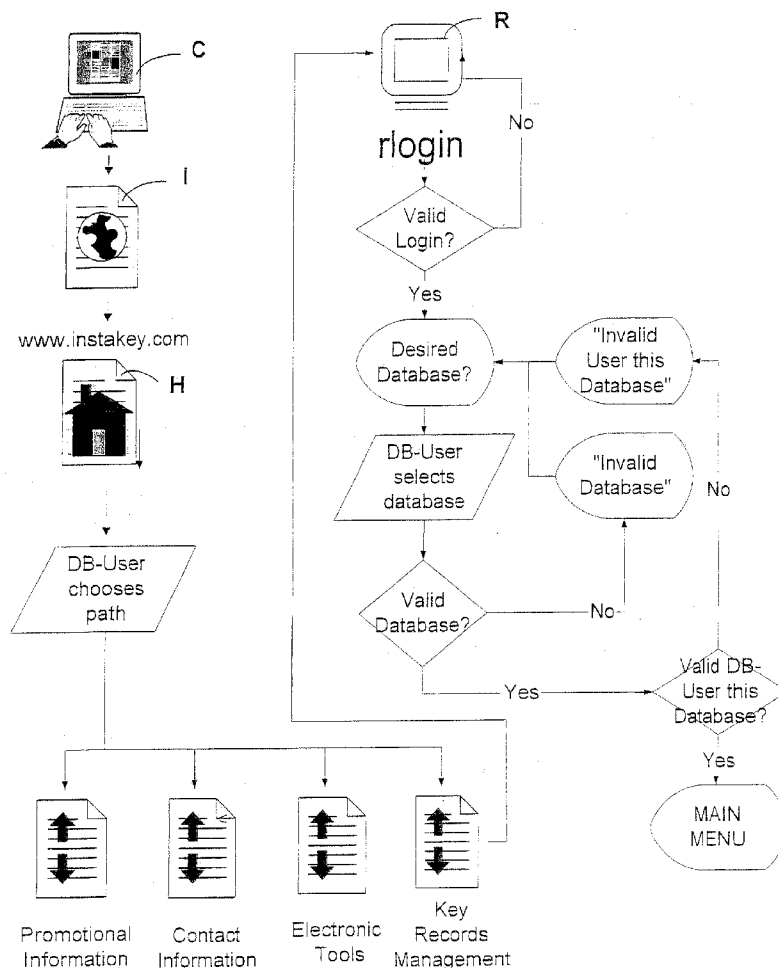 C
I
www.instakey.com
H
DB-User
chooses
path
Promotional
Information
Contact
Information
Electronic
Tools
Key
Records
Management
R
No
rlogin
Valid
Login?
Yes
Desired
Database?
"Invalid
User this
Database"
DB-User
selects
database
"Invalid
Database"
No
Valid
Database?
No
Yes
Valid DB-
User this
Database?
Yes
MAIN
MENU